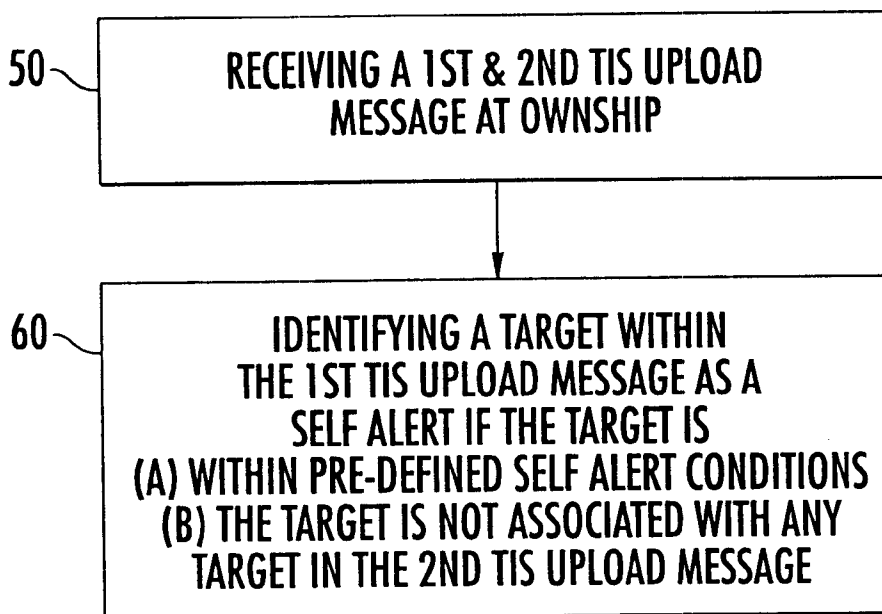 50
RECEIVING A 1ST & 2ND TIS UPLOAD
MESSAGE AT OWNSHIP
60
IDENTIFYING A TARGET WITHIN
THE 1ST TIS UPLOAD MESSAGE AS A
SELF ALERT IF THE TARGET IS
(A) WITHIN PRE-DEFINED SELF ALERT CONDITIONS
(B) THE TARGET IS NOT ASSOCIATED WITH ANY
TARGET IN THE 2ND TIS UPLOAD MESSAGE